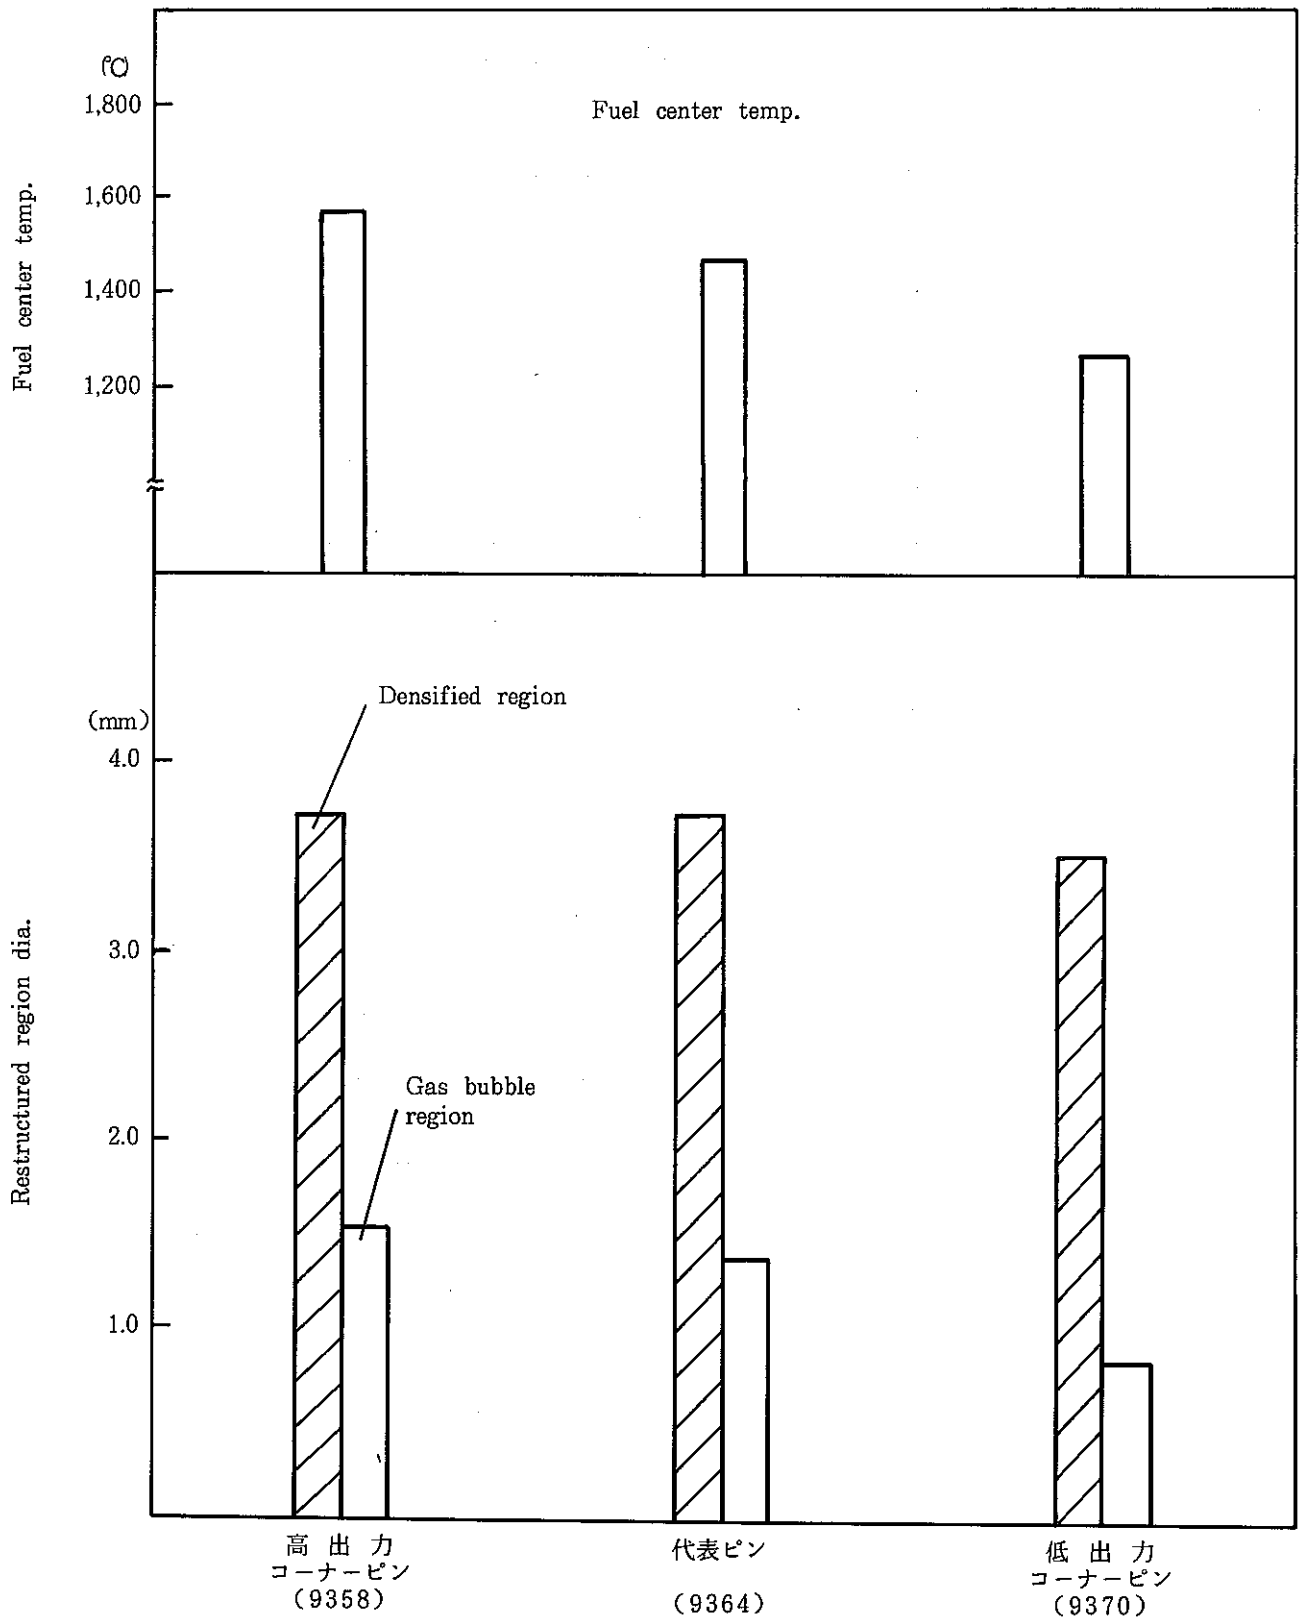 (℃)
1,800
1,600
1,400
1,200
Fuel center temp.
Fuel center temp.
(mm)
4.0
3.0
2.0
1.0
Restructured region dia.
Densified region
Gas bubble
region
高出力
コーナーピン
(9358)
代表ピン
(9364)
低出力
コーナーピン
(9370)